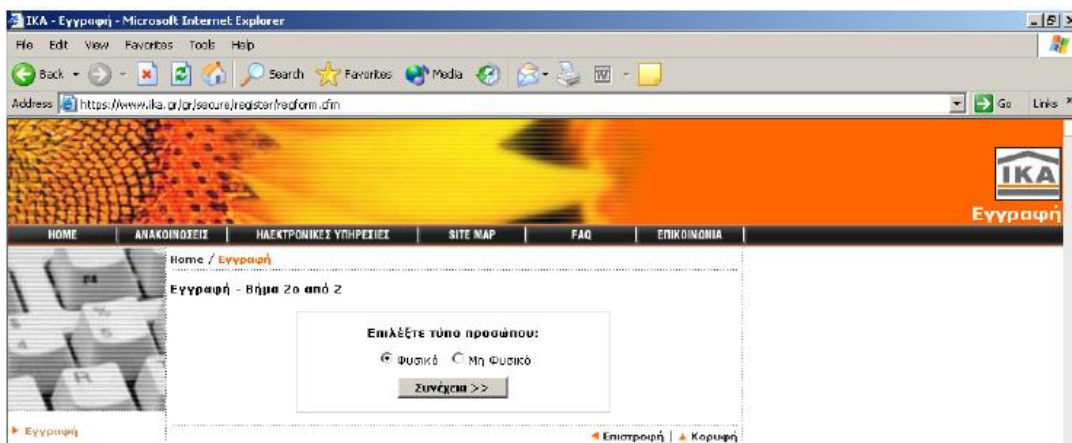 IKA - Εγγραφή - Microsoft Internet Explorer
File Edit View Favorites Tools Help
Back Search Favorites Media
Address https://www.ika.gr/gr/secure/register/regform.cfm Go Links
IKA
Εγγραφή
HOME | ΑΝΑΚΟΙΝΩΣΕΙΣ | ΗΛΕΚΤΡΟΝΙΚΕΣ ΥΠΗΡΕΣΙΕΣ | SITE MAP | FAQ | ΕΠΙΚΟΙΝΩΝΙΑ |
Home / Εγγραφή
Εγγραφή - Βήμα 2ο από 2
Επιλέξτε τύπο προσώπου:
Φυσικό Μη Φυσικό
Συνέχεια >>
Εγγραφή
Επιστροφή | Κορυφή